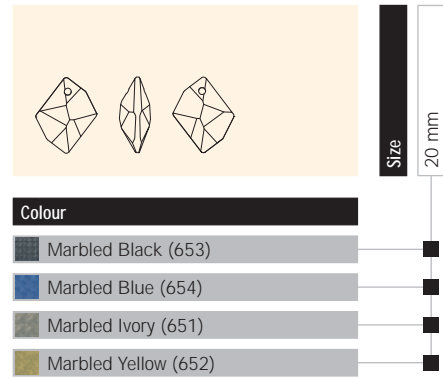 Size
20 mm
Colour
Marbled Black (653)
Marbled Blue (654)
Marbled Ivory (651)
Marbled Yellow (652)